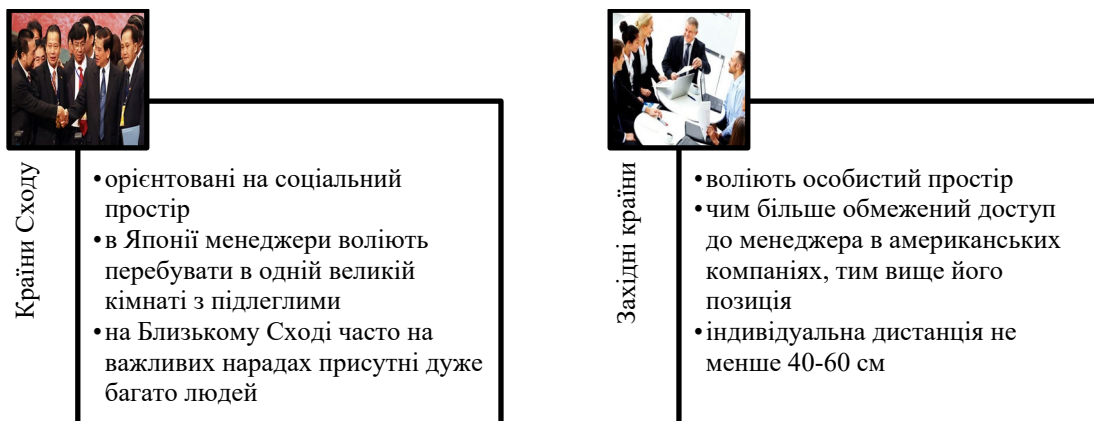 Країни Сходу
•орієнтовані на соціальний
простір
•в Японії менеджери воліють
перебувати в одній великій
кімнаті з підлеглими
•на Близькому Сході часто на
важливих нарадах присутні дуже
багато людей
Західні країни
•воліють особистий простір
•чим більше обмежений доступ
до менеджера в американських
компаніях, тим вище його
позиція
•індивідуальна дистанція не
менше 40-60 см